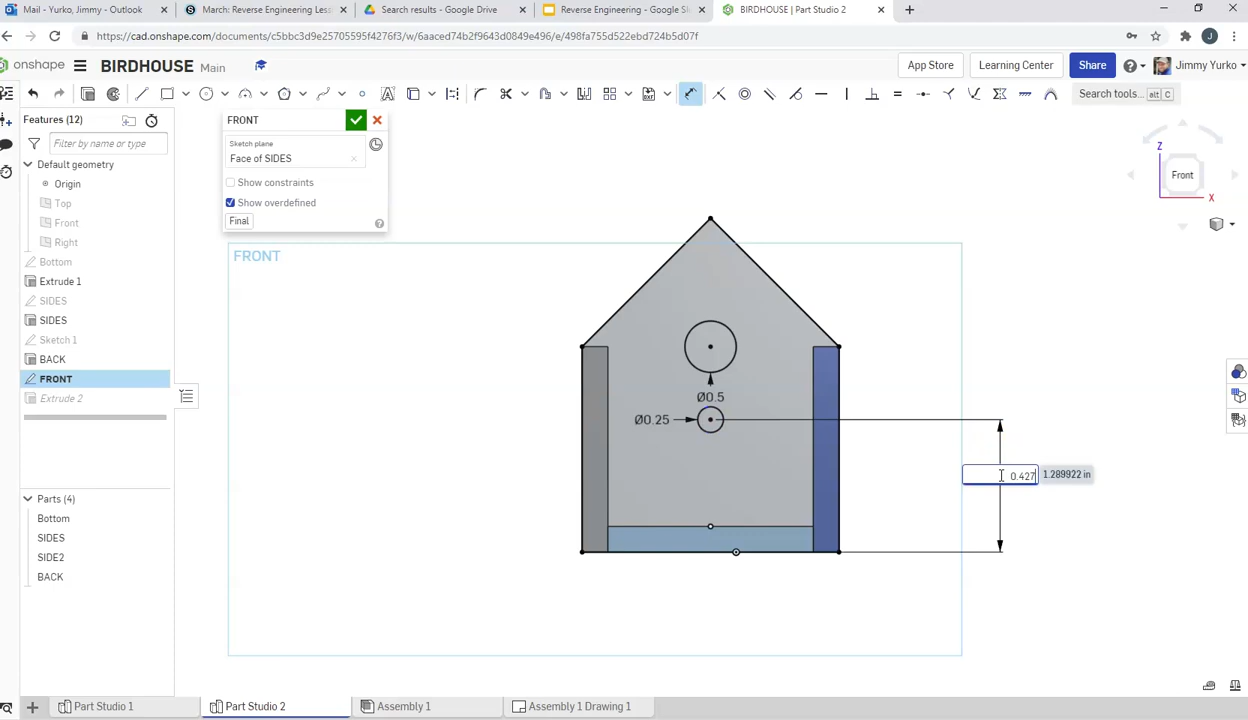 Mail - Yurko, Jimmy - Outlook
March: Reverse Engineering Less
Search results - Google Drive
Reverse Engineering - Google Sl
BIRDHOUSE | Part Studio 2
https://cad.onshape.com/documents/c5bbc3d9e25705595f4276f3/w/6aaced74b2f9643d0849e496/e/498fa755d522ebd724b5d07f
J
onshape
BIRDHOUSE Main
App Store
Learning Center
Share
Jimmy Yurko
Search tools... alt C
Features (12)
Filter by name or type
Default geometry
Origin
Top
Front
Right
Bottom
Extrude 1
SIDES
SIDES
Sketch 1
BACK
FRONT
Extrude 2
Parts (4)
Bottom
SIDES
SIDE2
BACK
FRONT
Sketch plane
Face of SIDES
Show constraints
Show overdefined
Final
FRONT
Ø0.5
Ø0.25
0.427
1.289922 in
Z
Front
X
Part Studio 1
Part Studio 2
Assembly 1
Assembly 1 Drawing 1